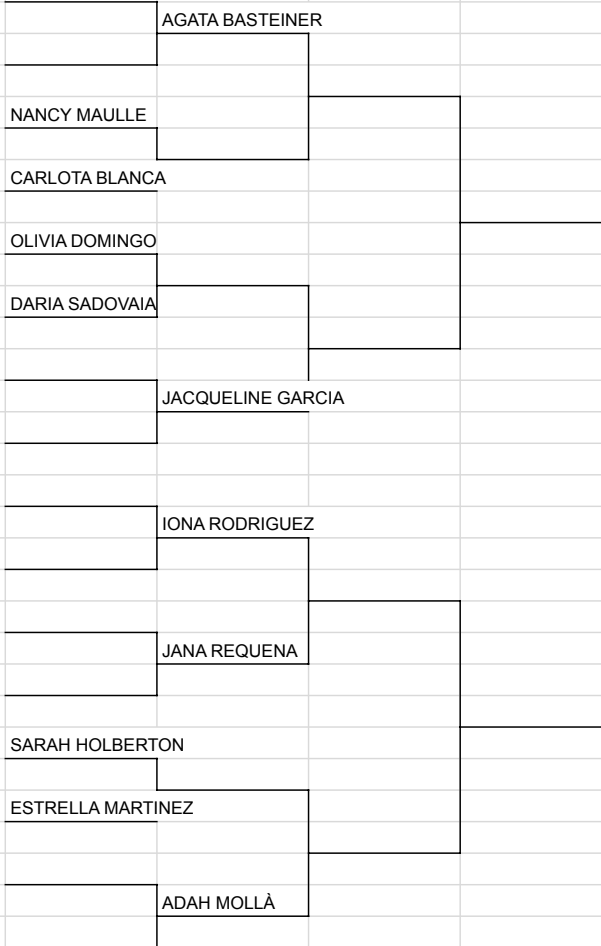 AGATA BASTEINER
NANCY MAULLE
CARLOTA BLANCA
OLIVIA DOMINGO
DARIA SADOVAIA
JACQUELINE GARCIA
IONA RODRIGUEZ
JANA REQUENA
SARAH HOLBERTON
ESTRELLA MARTINEZ
ADAH MOLLÀ